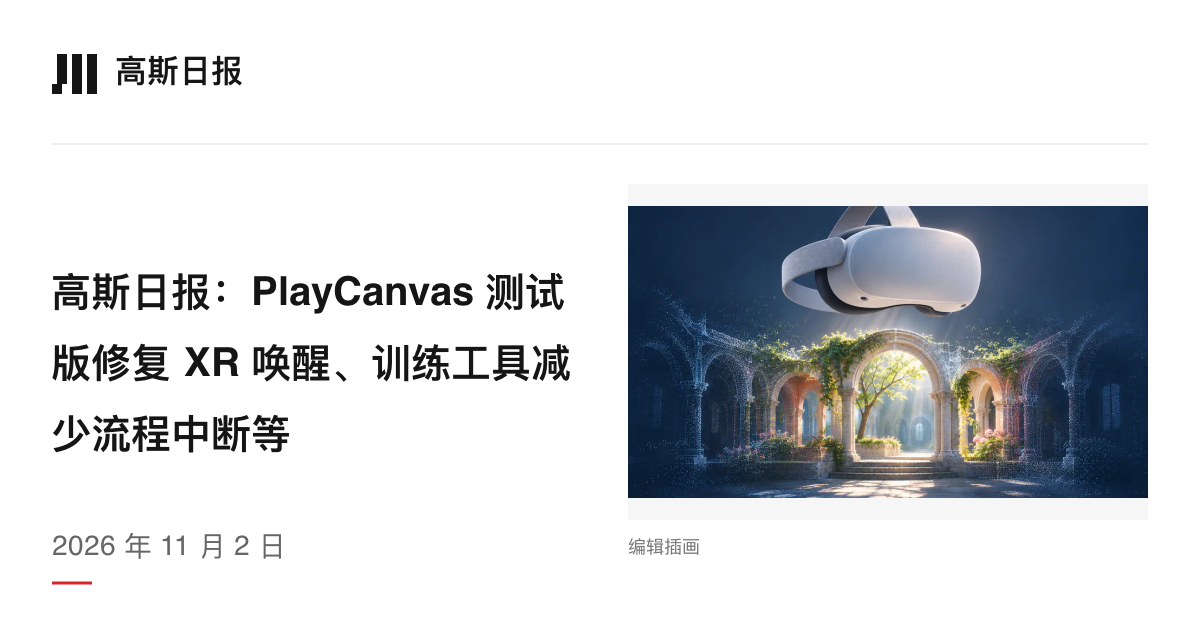 高斯日报
高斯日报：PlayCanvas 测试
版修复 XR 唤醒、训练工具减
少流程中断等
2026 年 11 月 2 日
编辑插画